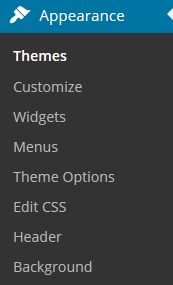 Appearance
Themes
Customize
Widgets
Menus
Theme Options
Edit CSS
Header
Background